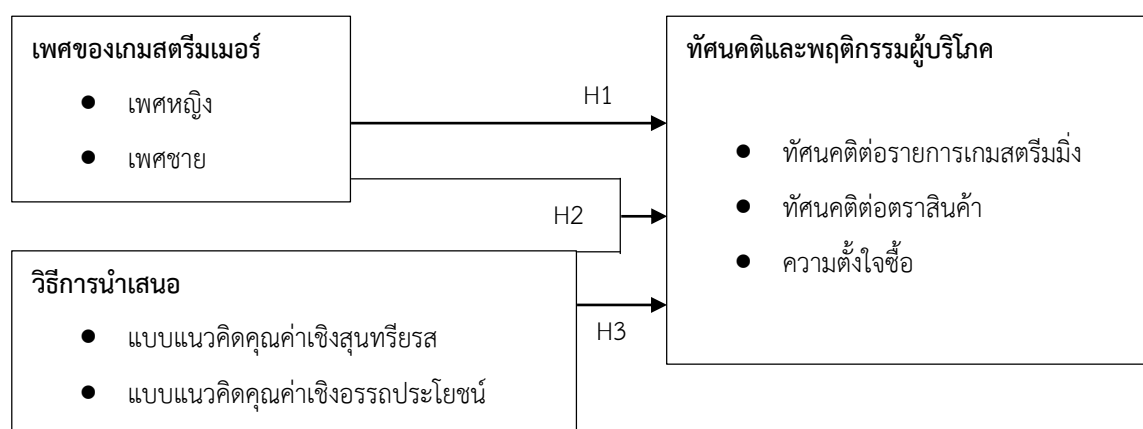 เพศของเกมสตรีมเมอร์
● เพศหญิง
● เพศชาย
H1
H2
วิธีการนำเสนอ
● แบบแนวคิดคุณค่าเชิงสุนทรียรส
● แบบแนวคิดคุณค่าเชิงอรรถประโยชน์
H3
ทัศนคติและพฤติกรรมผู้บริโภค
● ทัศนคติต่อรายการเกมสตรีมมิ่ง
● ทัศนคติต่อตราสินค้า
● ความตั้งใจซื้อ